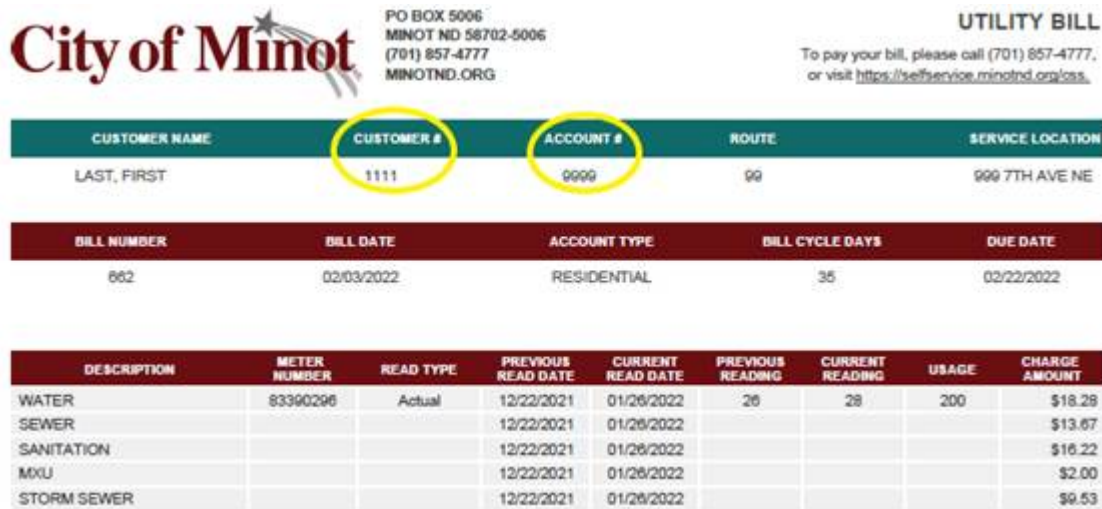 City of Minot
PO BOX 5006
MINOT ND 58702-5006
(701) 857-4777
MINOTND.ORG
UTILITY BILL
To pay your bill, please call (701) 857-4777,
or visit https://selfservice.minotnd.org/css.
CUSTOMER NAME CUSTOMER # ACCOUNT # ROUTE SERVICE LOCATION
LAST, FIRST 1111 9999 99 999 7TH AVE NE
BILL NUMBER BILL DATE ACCOUNT TYPE BILL CYCLE DAYS DUE DATE
662 02/03/2022 RESIDENTIAL 35 02/22/2022
DESCRIPTION METER NUMBER READ TYPE PREVIOUS READ DATE CURRENT READ DATE PREVIOUS READING CURRENT READING USAGE CHARGE AMOUNT
WATER 83390296 Actual 12/22/2021 01/26/2022 26 28 200 $18.28
SEWER 12/22/2021 01/26/2022 $13.67
SANITATION 12/22/2021 01/26/2022 $16.22
MXU 12/22/2021 01/26/2022 $2.00
STORM SEWER 12/22/2021 01/26/2022 $9.53